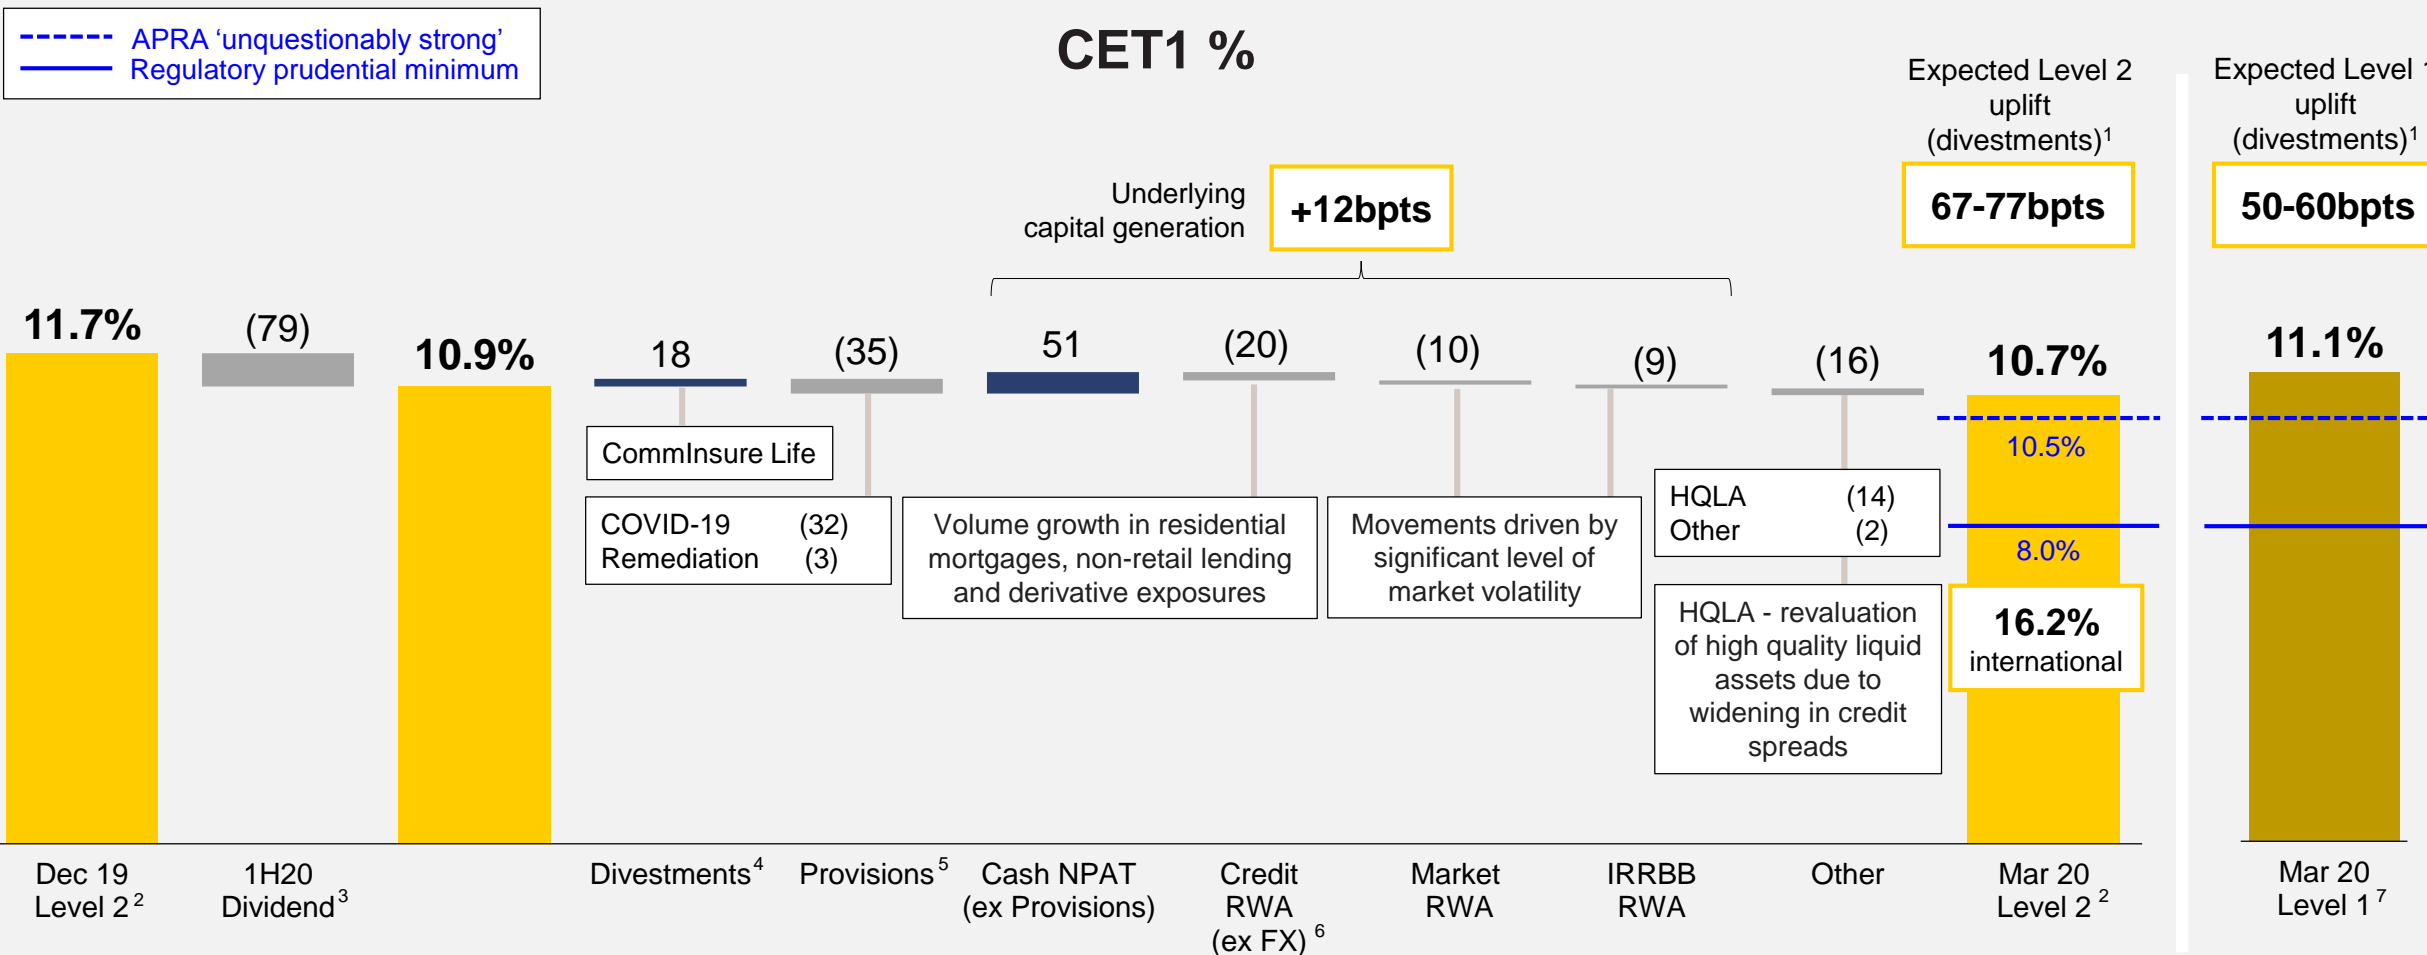 APRA ‘unquestionably strong’
Regulatory prudential minimum
CET1 %
Expected Level 2
uplift
(divestments)1
67-77bpts
Expected Level
uplift
(divestments)1
50-60bpts
Underlying
capital generation
+12bpts
11.7%
(79)
10.9%
18
(35)
51
(20)
(10)
(9)
(16)
10.7%
11.1%
CommInsure Life
COVID-19 (32)
Remediation (3)
Volume growth in residential
mortgages, non-retail lending
and derivative exposures
Movements driven by
significant level of
market volatility
HQLA (14)
Other (2)
HQLA - revaluation
of high quality liquid
assets due to
widening in credit
spreads
10.5%
8.0%
16.2%
international
Dec 19
Level 2 2
1H20
Dividend3
Divestments4
Provisions5
Cash NPAT
(ex Provisions)
Credit
RWA
(ex FX) 6
Market
RWA
IRRBB
RWA
Other
Mar 20
Level 2 2
Mar 20
Level 1 7